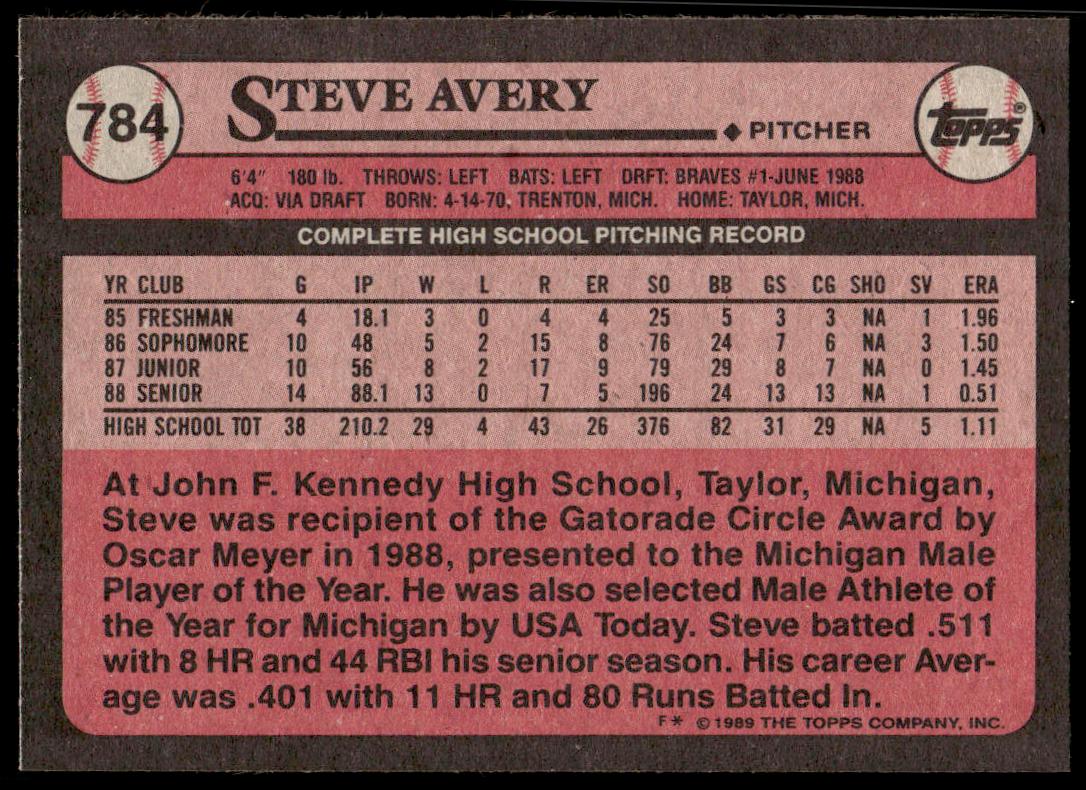 784
STEVE AVERY
PITCHER
Topps®
6'4" 180 lb. THROWS: LEFT BATS: LEFT DRFT: BRAVES #1-JUNE 1988
ACQ: VIA DRAFT BORN: 4-14-70, TRENTON, MICH. HOME: TAYLOR, MICH.
COMPLETE HIGH SCHOOL PITCHING RECORD
YR CLUB G IP W L R ER SO BB GS CG SHO SV ERA
85 FRESHMAN 4 18.1 3 0 4 4 25 5 3 3 NA 1 1.96
86 SOPHOMORE 10 48 5 2 15 8 76 24 7 6 NA 3 1.50
87 JUNIOR 10 56 8 2 17 9 79 29 8 7 NA 0 1.45
88 SENIOR 14 88.1 13 0 7 5 196 24 13 13 NA 1 0.51
HIGH SCHOOL TOT 38 210.2 29 4 43 26 376 82 31 29 NA 5 1.11
At John F. Kennedy High School, Taylor, Michigan,
Steve was recipient of the Gatorade Circle Award by
Oscar Meyer in 1988, presented to the Michigan Male
Player of the Year. He was also selected Male Athlete of
the Year for Michigan by USA Today. Steve batted .511
with 8 HR and 44 RBI his senior season. His career Aver-
age was .401 with 11 HR and 80 Runs Batted In.
F* © 1989 THE TOPPS COMPANY, INC.